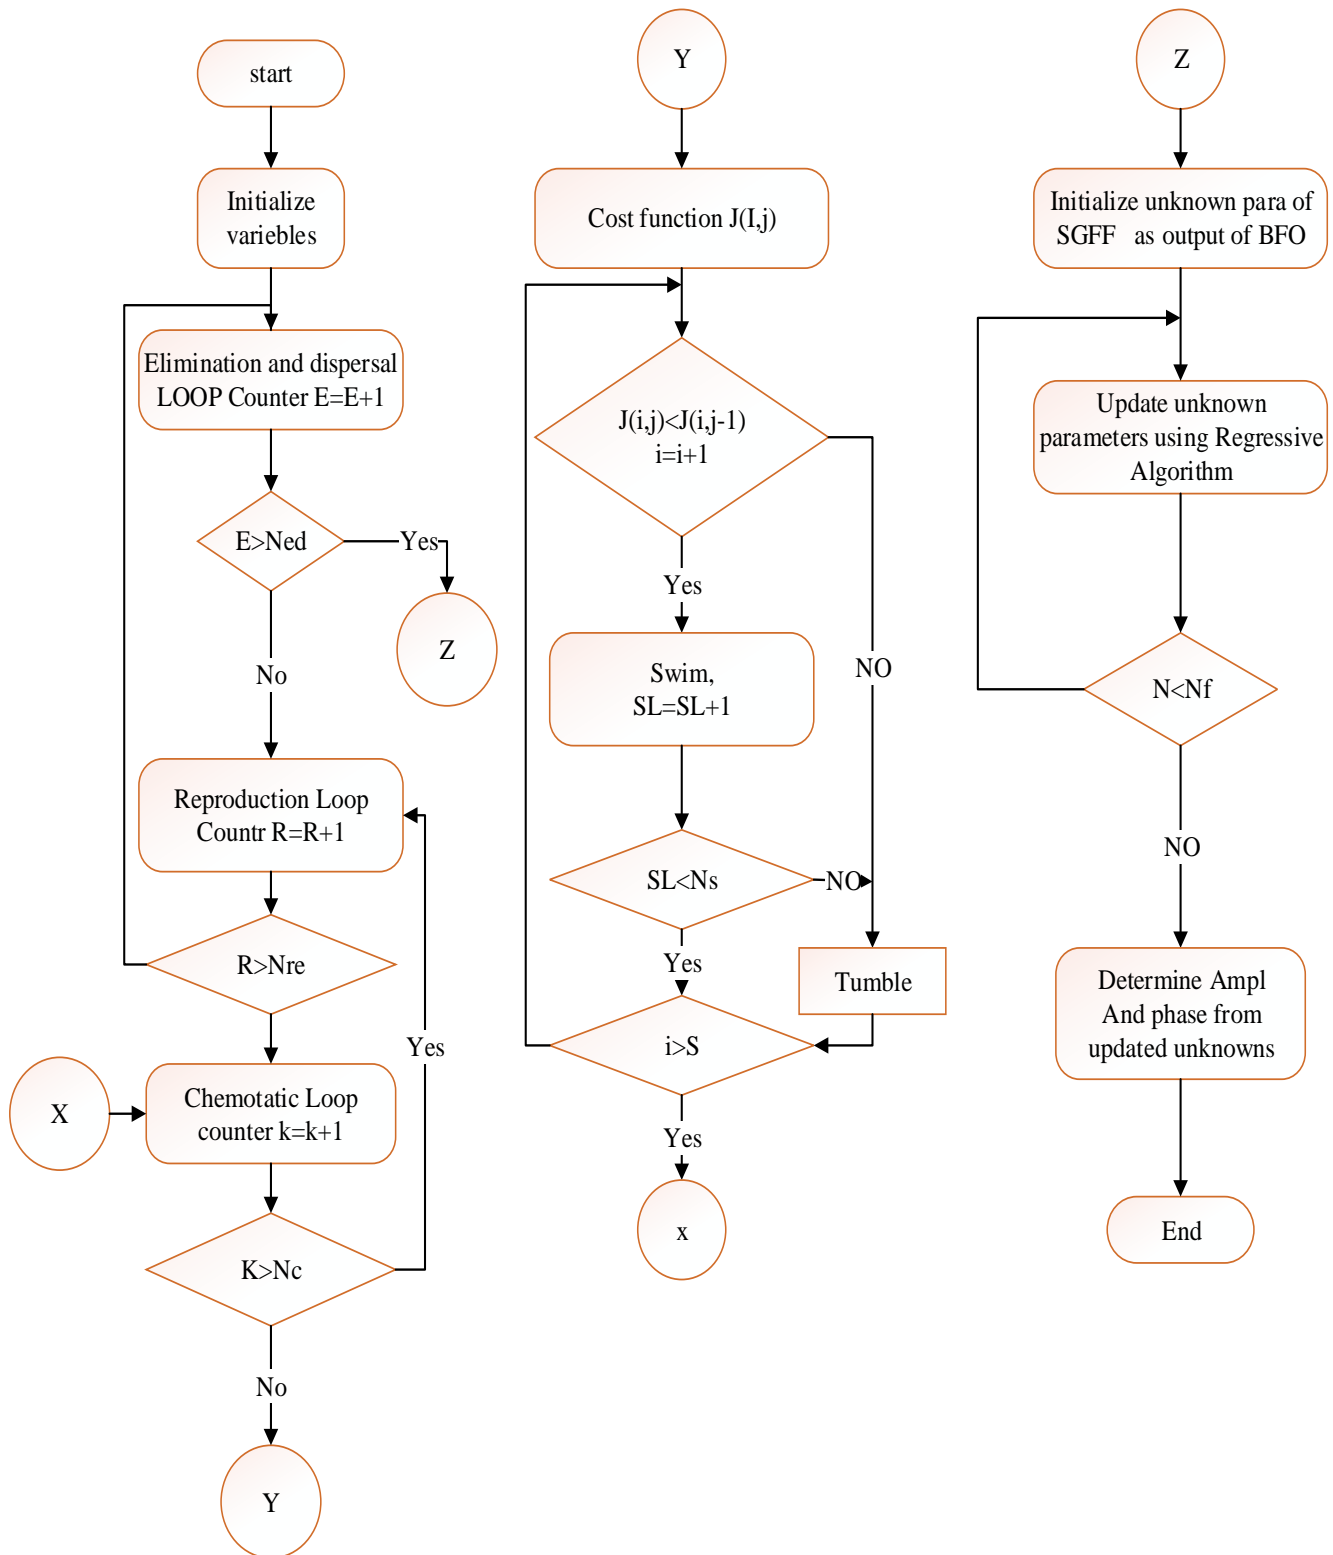 start
Initialize
variebles
Elimination and dispersal
LOOP Counter E=E+1
E>Ned
Yes
Z
No
Reproduction Loop
Countr R=R+1
R>Nre
Yes
X
Chemotatic Loop
counter k=k+1
K>Nc
No
Y
Y
Cost function J(I,j)
J(i,j)<J(i,j-1)
i=i+1
Yes
NO
Swim,
SL=SL+1
SL<Ns
NO
Yes
Tumble
i>S
Yes
x
Z
Initialize unknown para of
SGFF as output of BFO
Update unknown
parameters using Regressive
Algorithm
N<Nf
NO
Determine Ampl
And phase from
updated unknowns
End